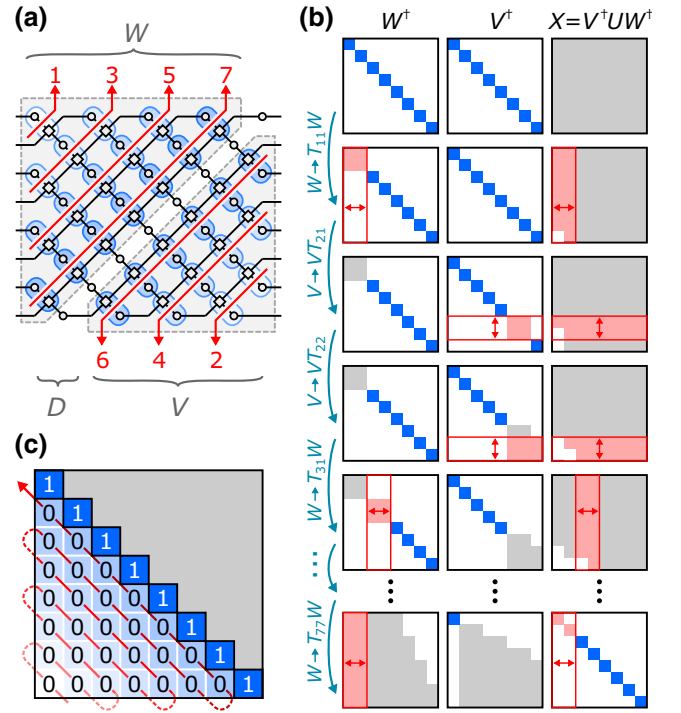 (a)
W
1 3 5 7
6 4 2
D V
(b)
W† V† X=V†UW†
W→T₁₁W
V→VT₂₁
V→VT₂₂
W→T₃₁W
...
⋮ ⋮ ⋮
W→T₇₇W
(c)
1
0 1
0 0 1
0 0 0 1
0 0 0 0 1
0 0 0 0 0 1
0 0 0 0 0 0 1
0 0 0 0 0 0 0 1